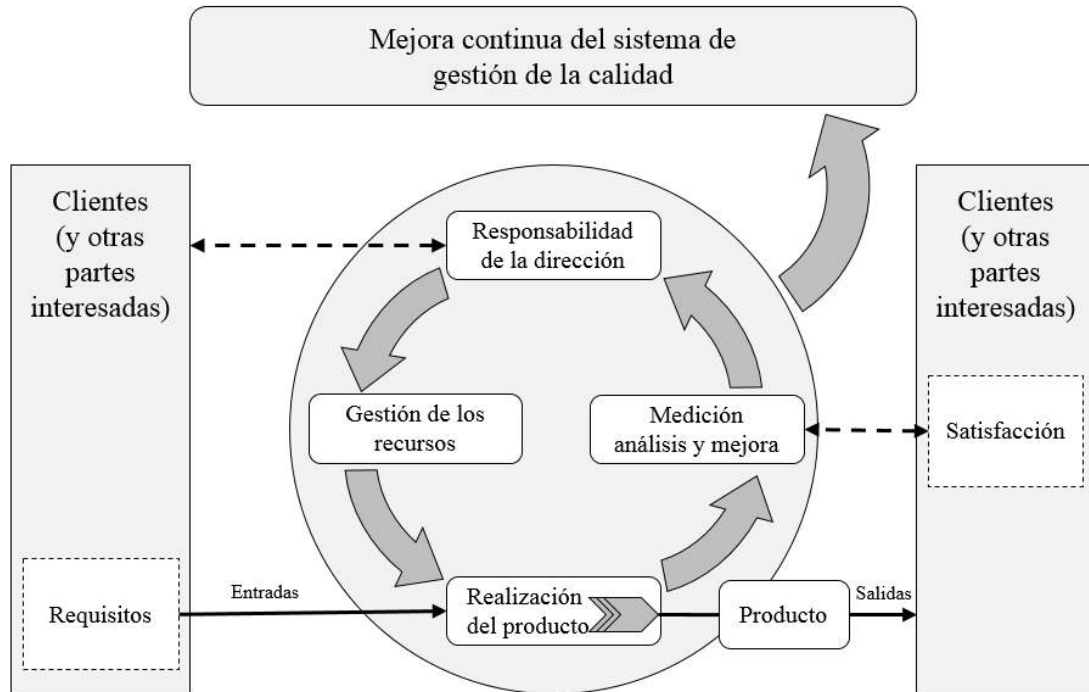 Mejora continua del sistema de
gestión de la calidad
Clientes
(y otras
partes
interesadas)
Responsabilidad
de la dirección
Clientes
(y otras
partes
interesadas)
Gestión de los
recursos
Medición
análisis y mejora
Satisfacción
Requisitos
Entradas
Realización
del producto
Producto
Salidas